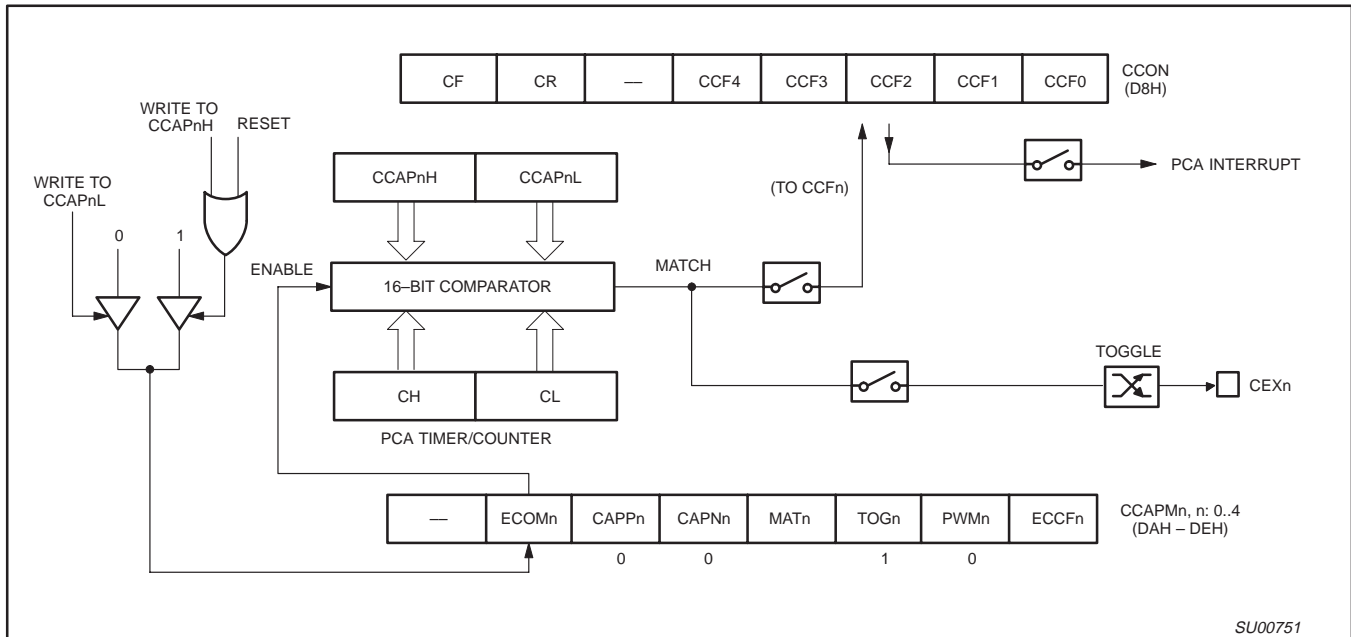 CF CR — CCF4 CCF3 CCF2 CCF1 CCF0
CCON
(D8H)
WRITE TO
CCAPnH
RESET
WRITE TO
CCAPnL
0
1
CCAPnH CCAPnL
(TO CCFn)
PCA INTERRUPT
ENABLE
16–BIT COMPARATOR
MATCH
CH CL
PCA TIMER/COUNTER
TOGGLE
CEXn
— ECOMn CAPPn CAPNn MATn TOGn PWMn ECCFn
CCAPMn, n: 0..4
(DAH – DEH)
0 0 1 0
SU00751